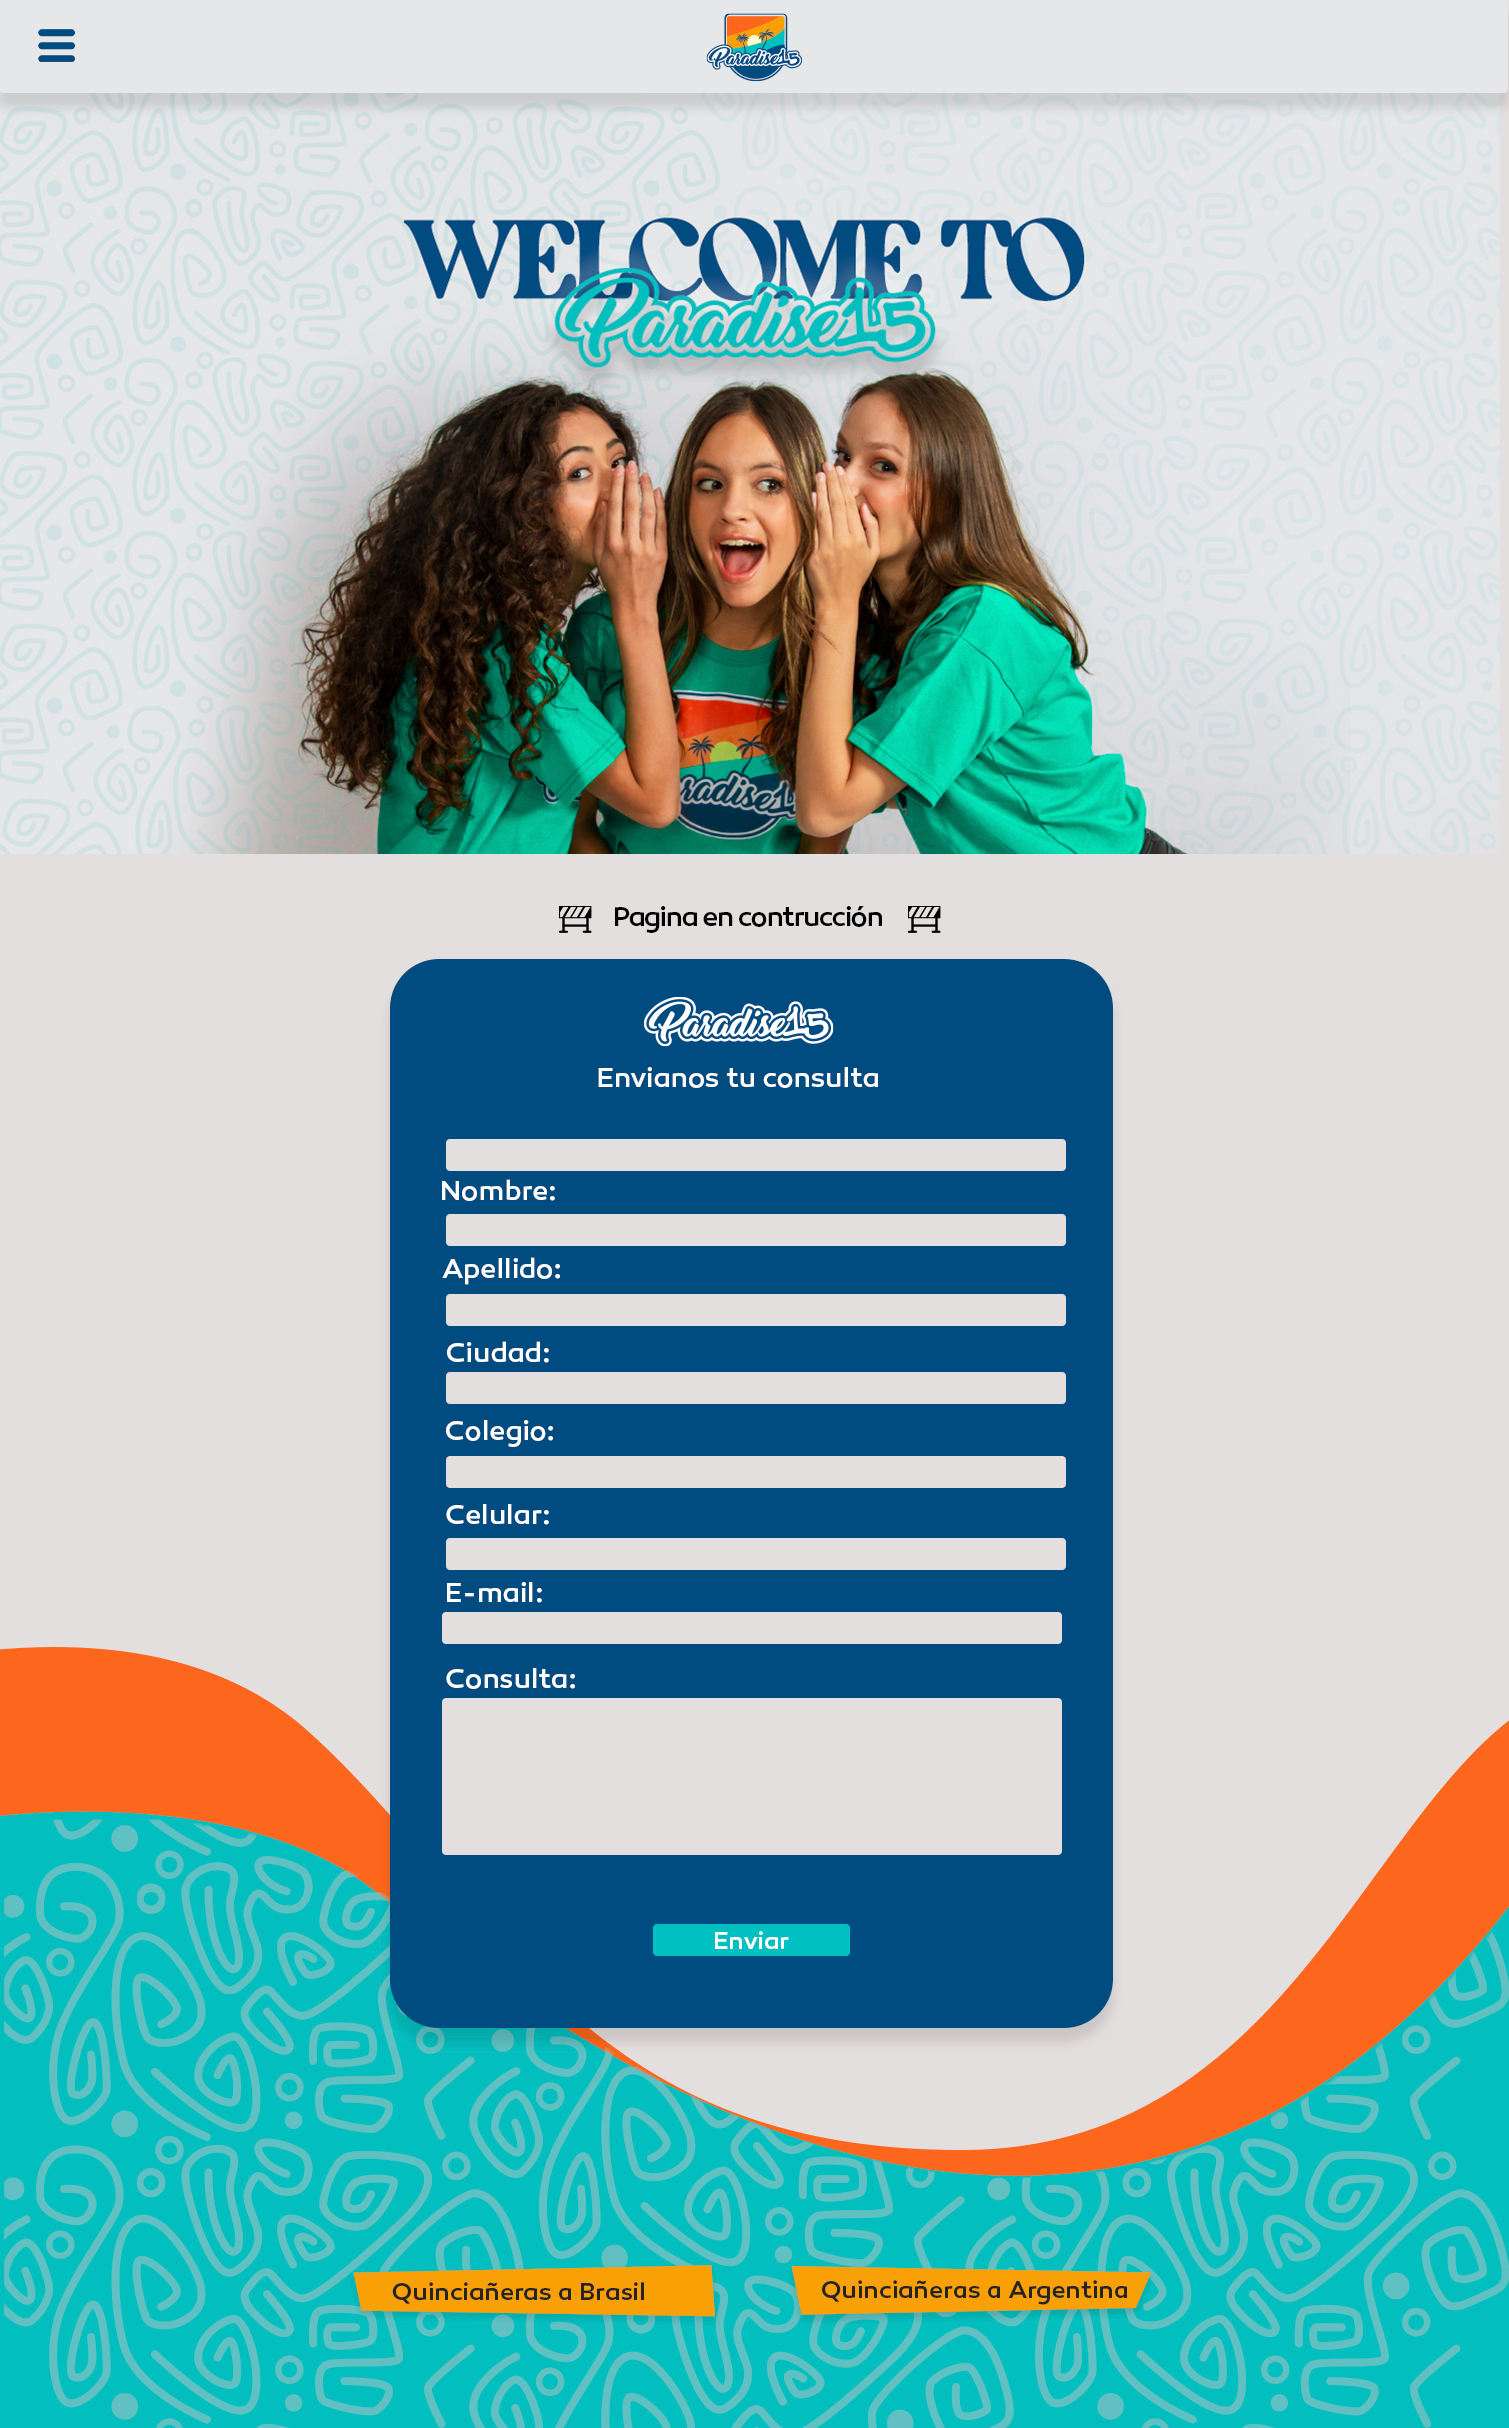 Paradise15
WELCOME TO
Paradise15
Paradise15
Pagina en contrucción
Paradise15
Envianos tu consulta
Nombre:
Apellido:
Ciudad:
Colegio:
Celular:
E-mail:
Consulta:
Enviar
Quinciañeras a Brasil
Quinciañeras a Argentina